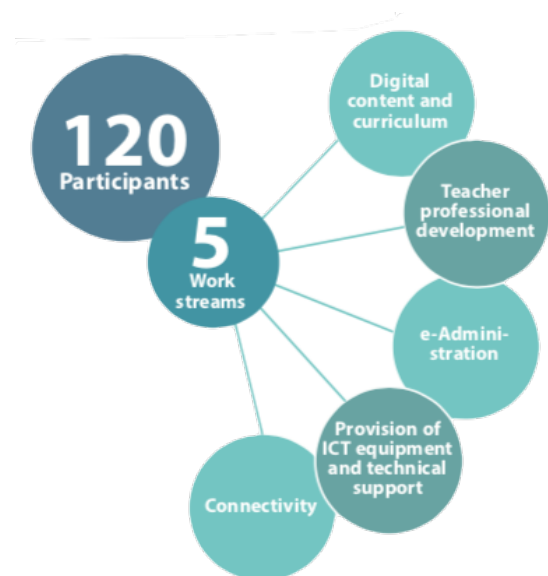 120
Participants
5
Work
streams
Digital
content and
curriculum
Teacher
professional
development
e-Admini-
stration
Provision of
ICT equipment
and technical
support
Connectivity